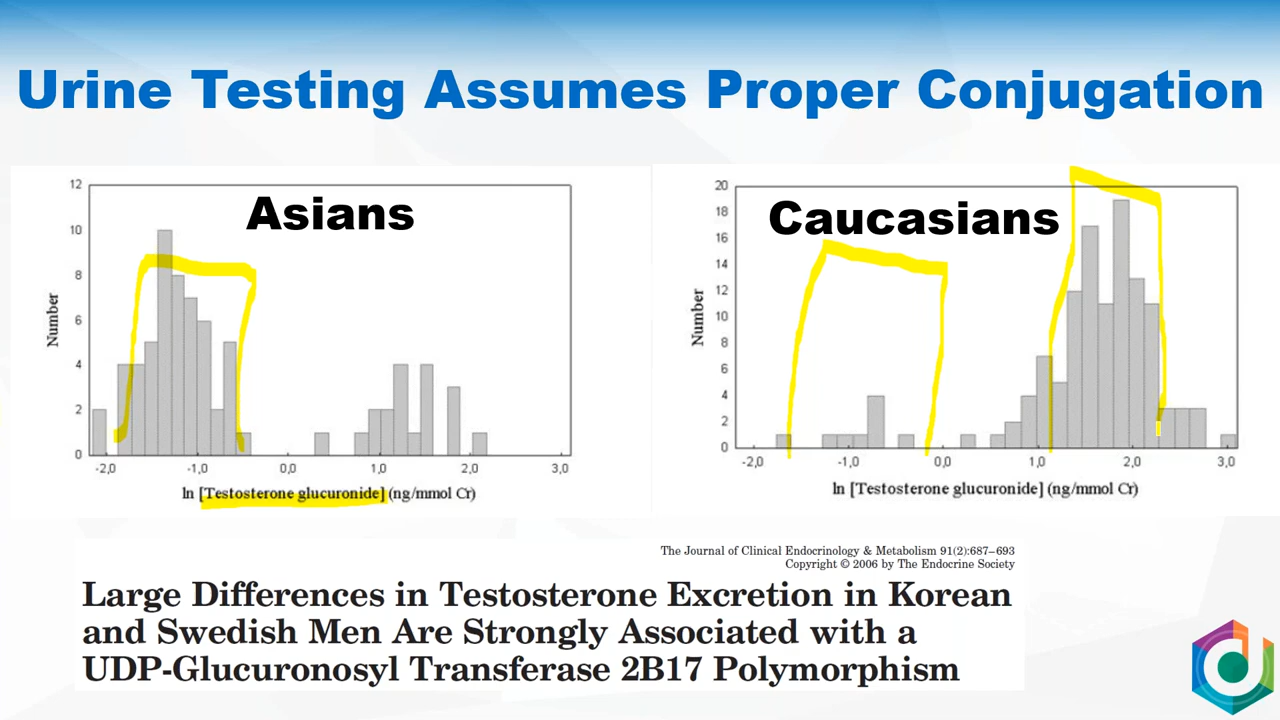 Urine Testing Assumes Proper Conjugation
Asians
12
10
8
6
4
2
0
Number
-2,0 -1,0 0,0 1,0 2,0 3,0
ln [Testosterone glucuronide] (ng/mmol Cr)
Caucasians
20
18
16
14
12
10
8
6
4
2
0
Number
-2,0 -1,0 0,0 1,0 2,0 3,0
ln [Testosterone glucuronide] (ng/mmol Cr)
The Journal of Clinical Endocrinology & Metabolism 91(2):687–693
Copyright © 2006 by The Endocrine Society
Large Differences in Testosterone Excretion in Korean
and Swedish Men Are Strongly Associated with a
UDP-Glucuronosyl Transferase 2B17 Polymorphism